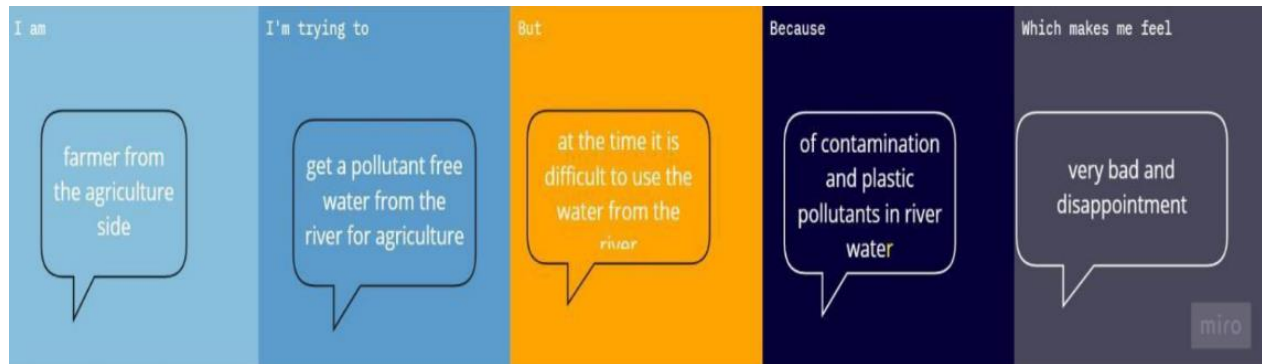 I am
farmer from
the agriculture
side
I'm trying to
get a pollutant free
water from the
river for agriculture
But
at the time it is
difficult to use the
water from the
river
Because
of contamination
and plastic
pollutants in river
water
Which makes me feel
very bad and
disappointment
miro